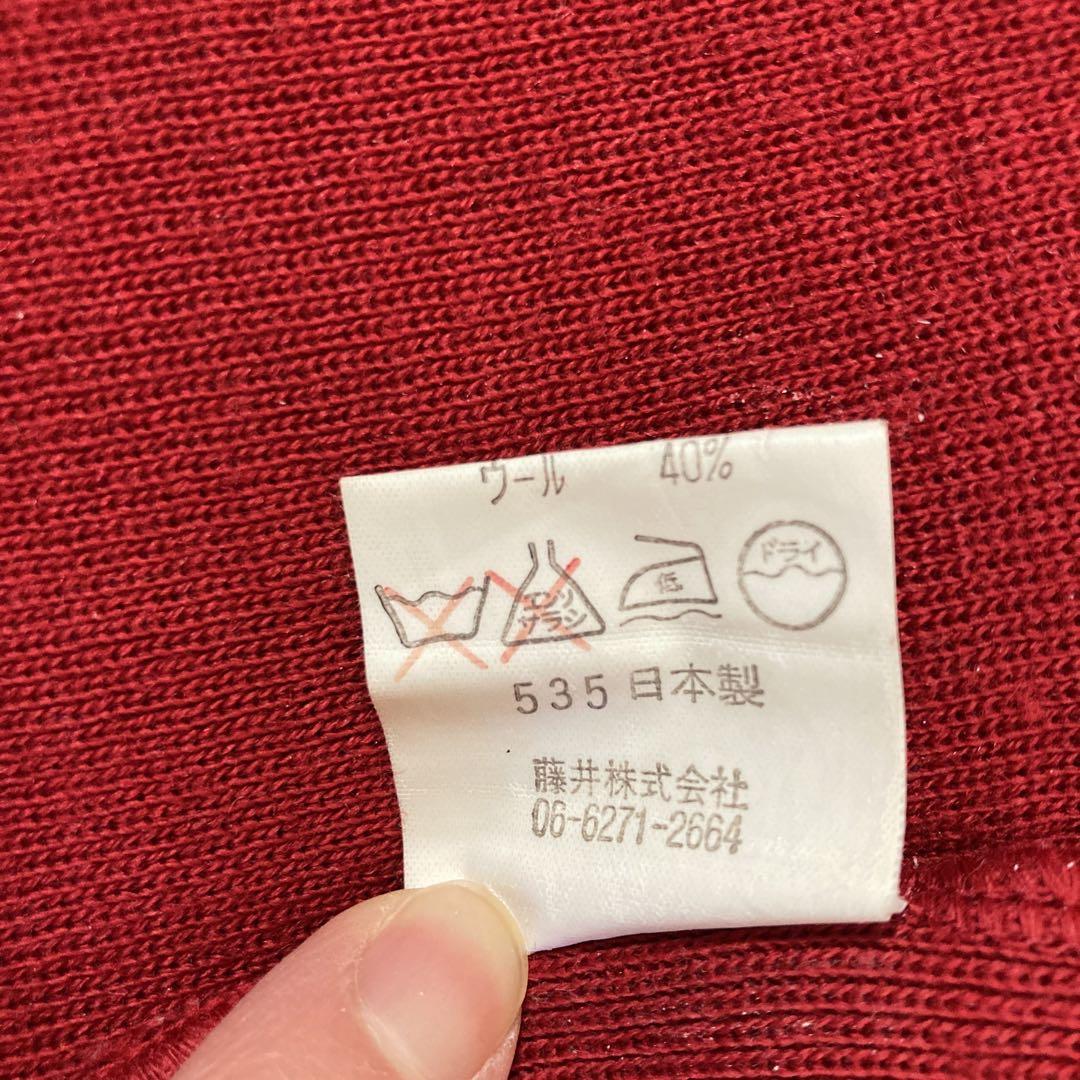 ウール 40%
エンソ サラシ 低 ドライ
535 日本製
藤井株式会社
06-6271-2664